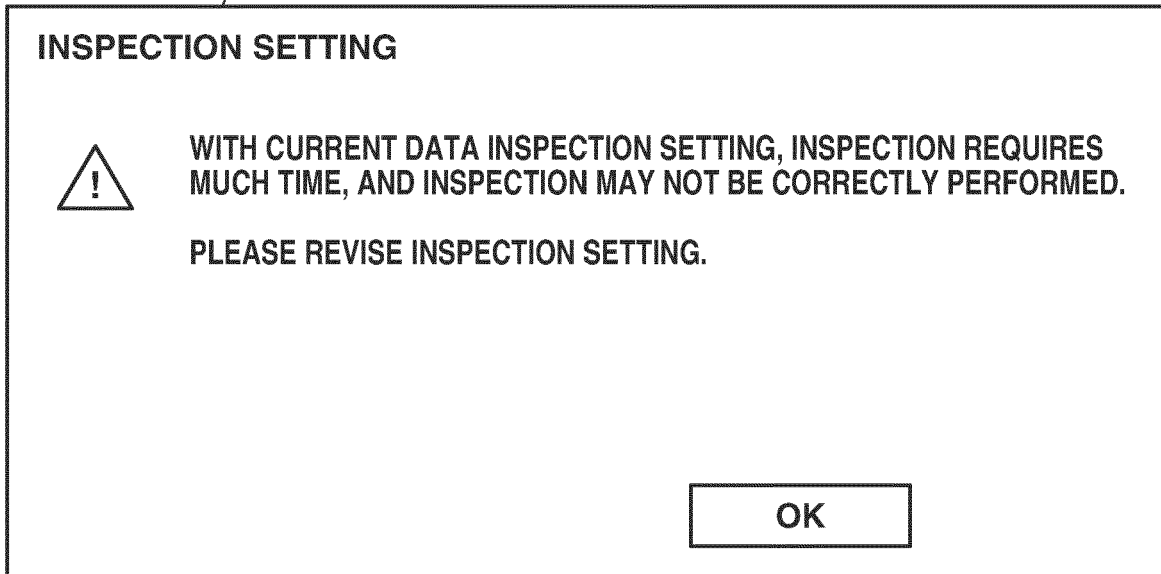 INSPECTION SETTING
!
WITH CURRENT DATA INSPECTION SETTING, INSPECTION REQUIRES
MUCH TIME, AND INSPECTION MAY NOT BE CORRECTLY PERFORMED.
PLEASE REVISE INSPECTION SETTING.
OK